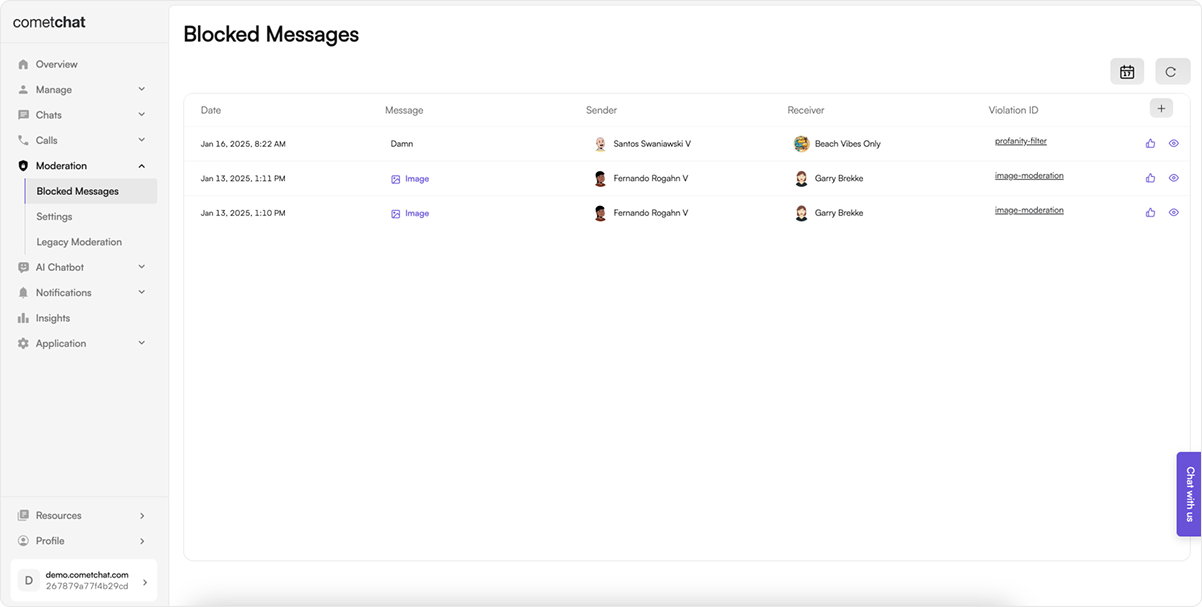 cometchat
Blocked Messages
Overview
Manage
Chats
Calls
Moderation
Blocked Messages
Settings
Legacy Moderation
AI Chatbot
Notifications
Insights
Application
Resources
Profile
D
demo.cometchat.com
267879a77f4b29cd
17
Date Message Sender Receiver Violation ID +
Jan 16, 2025, 8:22 AM Damn Santos Swaniawski V Beach Vibes Only profanity-filter
Jan 13, 2025, 1:11 PM Image Fernando Rogahn V Garry Brekke image-moderation
Jan 13, 2025, 1:10 PM Image Fernando Rogahn V Garry Brekke image-moderation
Chat with us